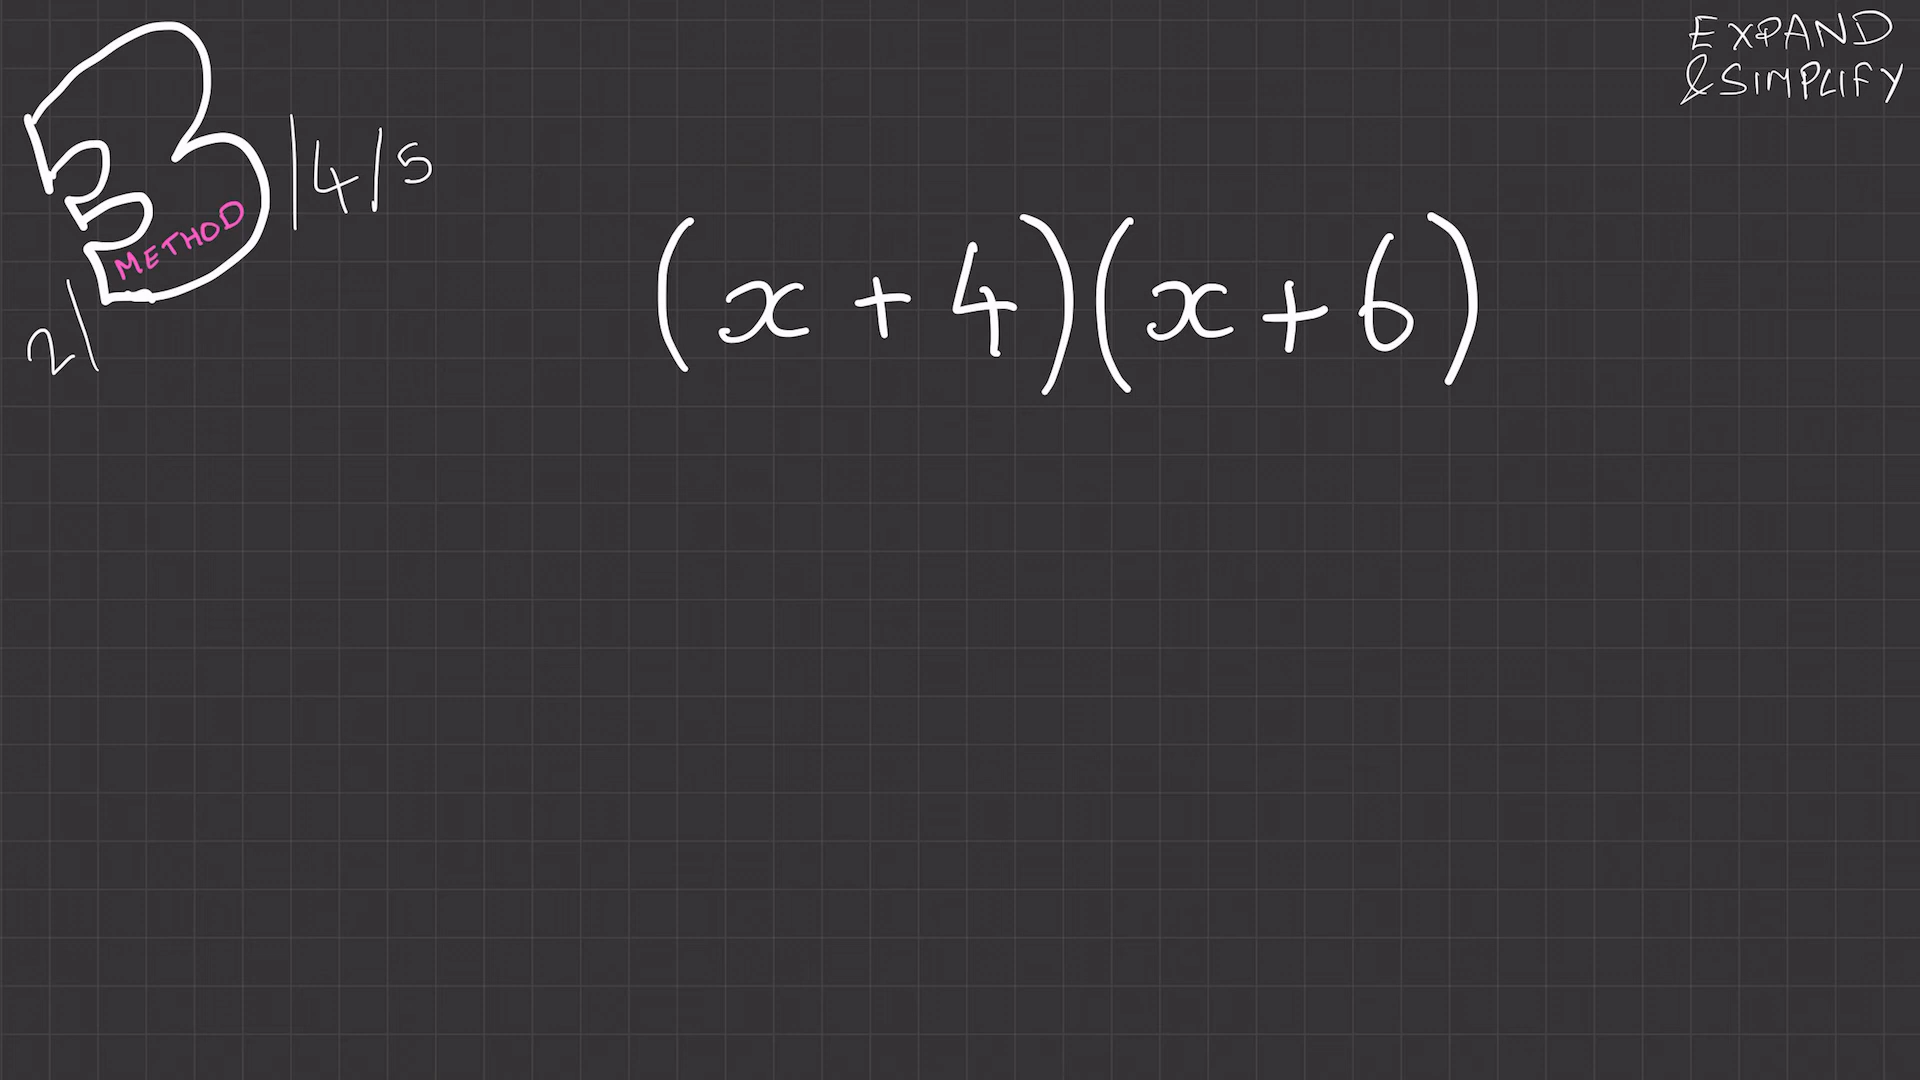 EXPAND
& SIMPLIFY
2/ 3 /4/5
METHOD
(x + 4)(x + 6)